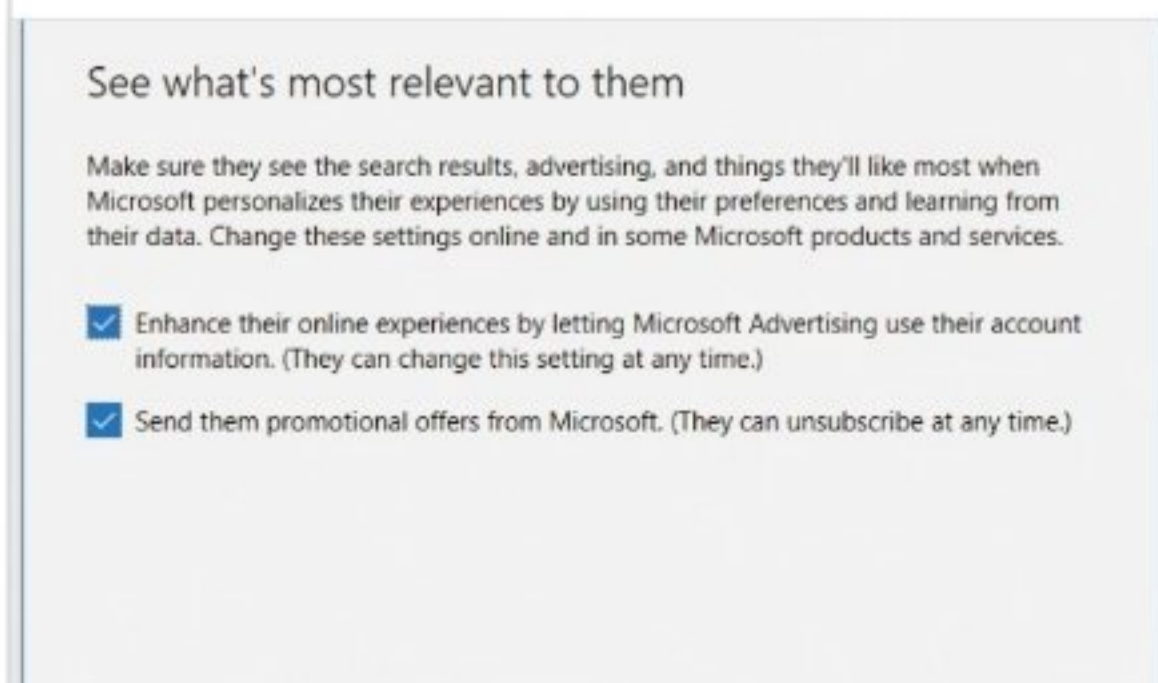 See what's most relevant to them
Make sure they see the search results, advertising, and things they'll like most when
Microsoft personalizes their experiences by using their preferences and learning from
their data. Change these settings online and in some Microsoft products and services.
Enhance their online experiences by letting Microsoft Advertising use their account
information. (They can change this setting at any time.)
Send them promotional offers from Microsoft. (They can unsubscribe at any time.)